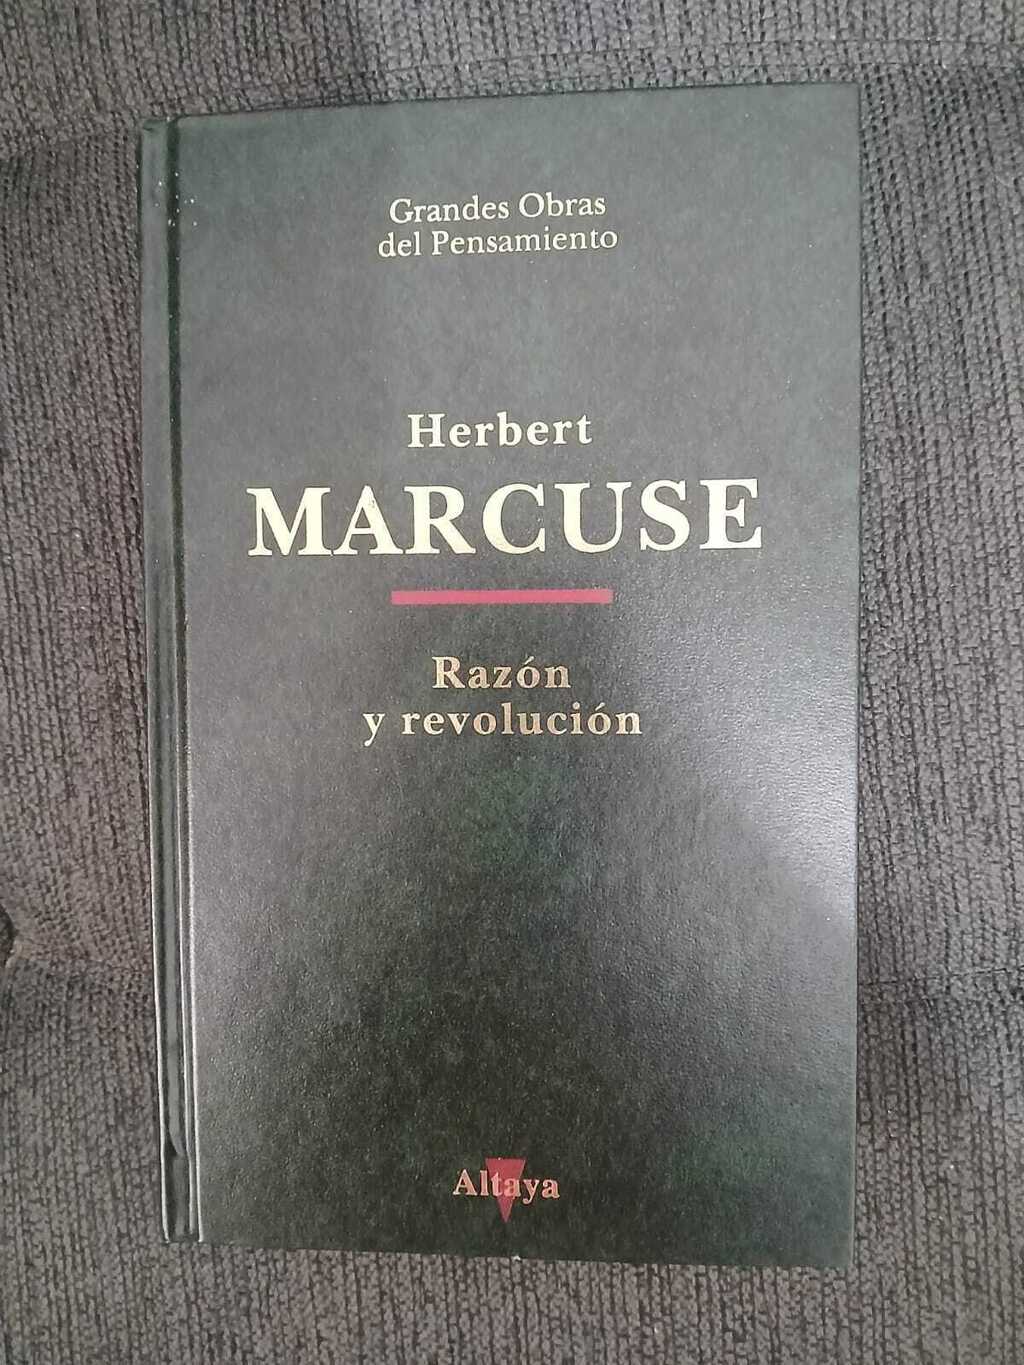 Grandes Obras
del Pensamiento
Herbert
MARCUSE
Razón
y revolución
Altaya